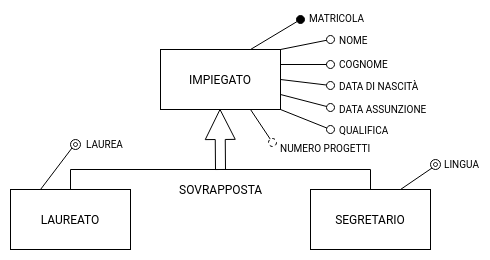 MATRICOLA
NOME
IMPIEGATO
COGNOME
DATA DI NASCITÀ
DATA ASSUNZIONE
QUALIFICA
NUMERO PROGETTI
LAUREA
LINGUA
SOVRAPPOSTA
LAUREATO
SEGRETARIO